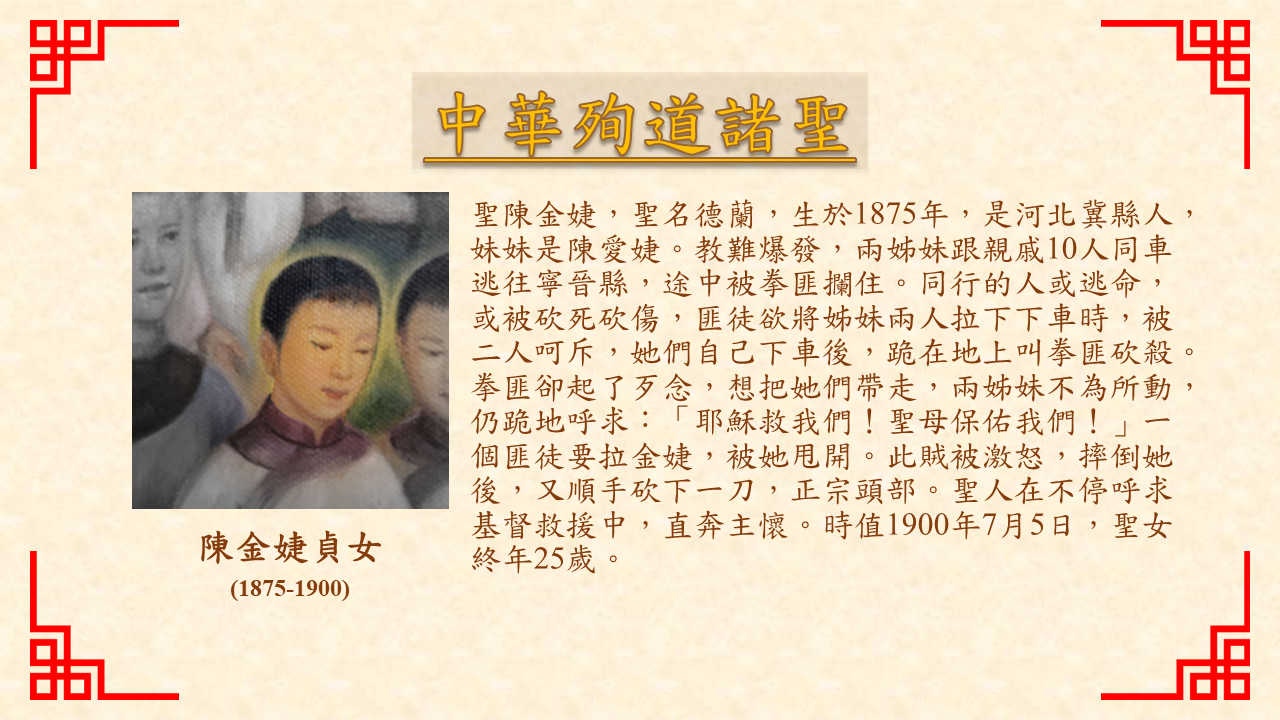 中華殉道諸聖
聖陳金婕，聖名德蘭，生於1875年，是河北冀縣人，
妹妹是陳愛婕。教難爆發，兩姊妹跟親戚10人同車
逃往寧晉縣，途中被拳匪攔住。同行的人或逃命，
或被砍死砍傷，匪徒欲將姊妹兩人拉下下車時，被
二人呵斥，她們自己下車後，跪在地上叫拳匪砍殺。
拳匪卻起了歹念，想把她們帶走，兩姊妹不為所動，
仍跪地呼求：「耶穌救我們！聖母保佑我們！」一
個匪徒要拉金婕，被她甩開。此賊被激怒，摔倒她
後，又順手砍下一刀，正宗頭部。聖人在不停呼求
基督救援中，直奔主懷。時值1900年7月5日，聖女
終年25歲。
陳金婕貞女
(1875-1900)